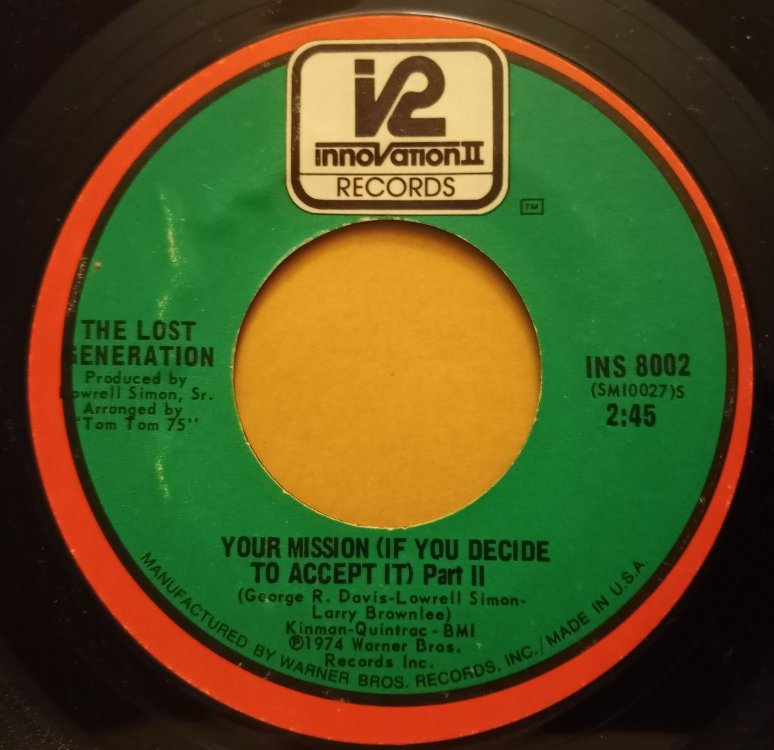 i2
innovation II
RECORDS
TM
THE LOST
GENERATION
Produced by
Lowrell Simon, Sr.
Arranged by
"Tom Tom 75"
INS 8002
(SMI0027)S
2:45
YOUR MISSION (IF YOU DECIDE
TO ACCEPT IT) Part II
(George R. Davis-Lowrell Simon-
Larry Brownlee)
Kinman-Quintrac - BMI
℗1974 Warner Bros.
Records Inc.
MANUFACTURED BY WARNER BROS. RECORDS, INC./MADE IN U.S.A.